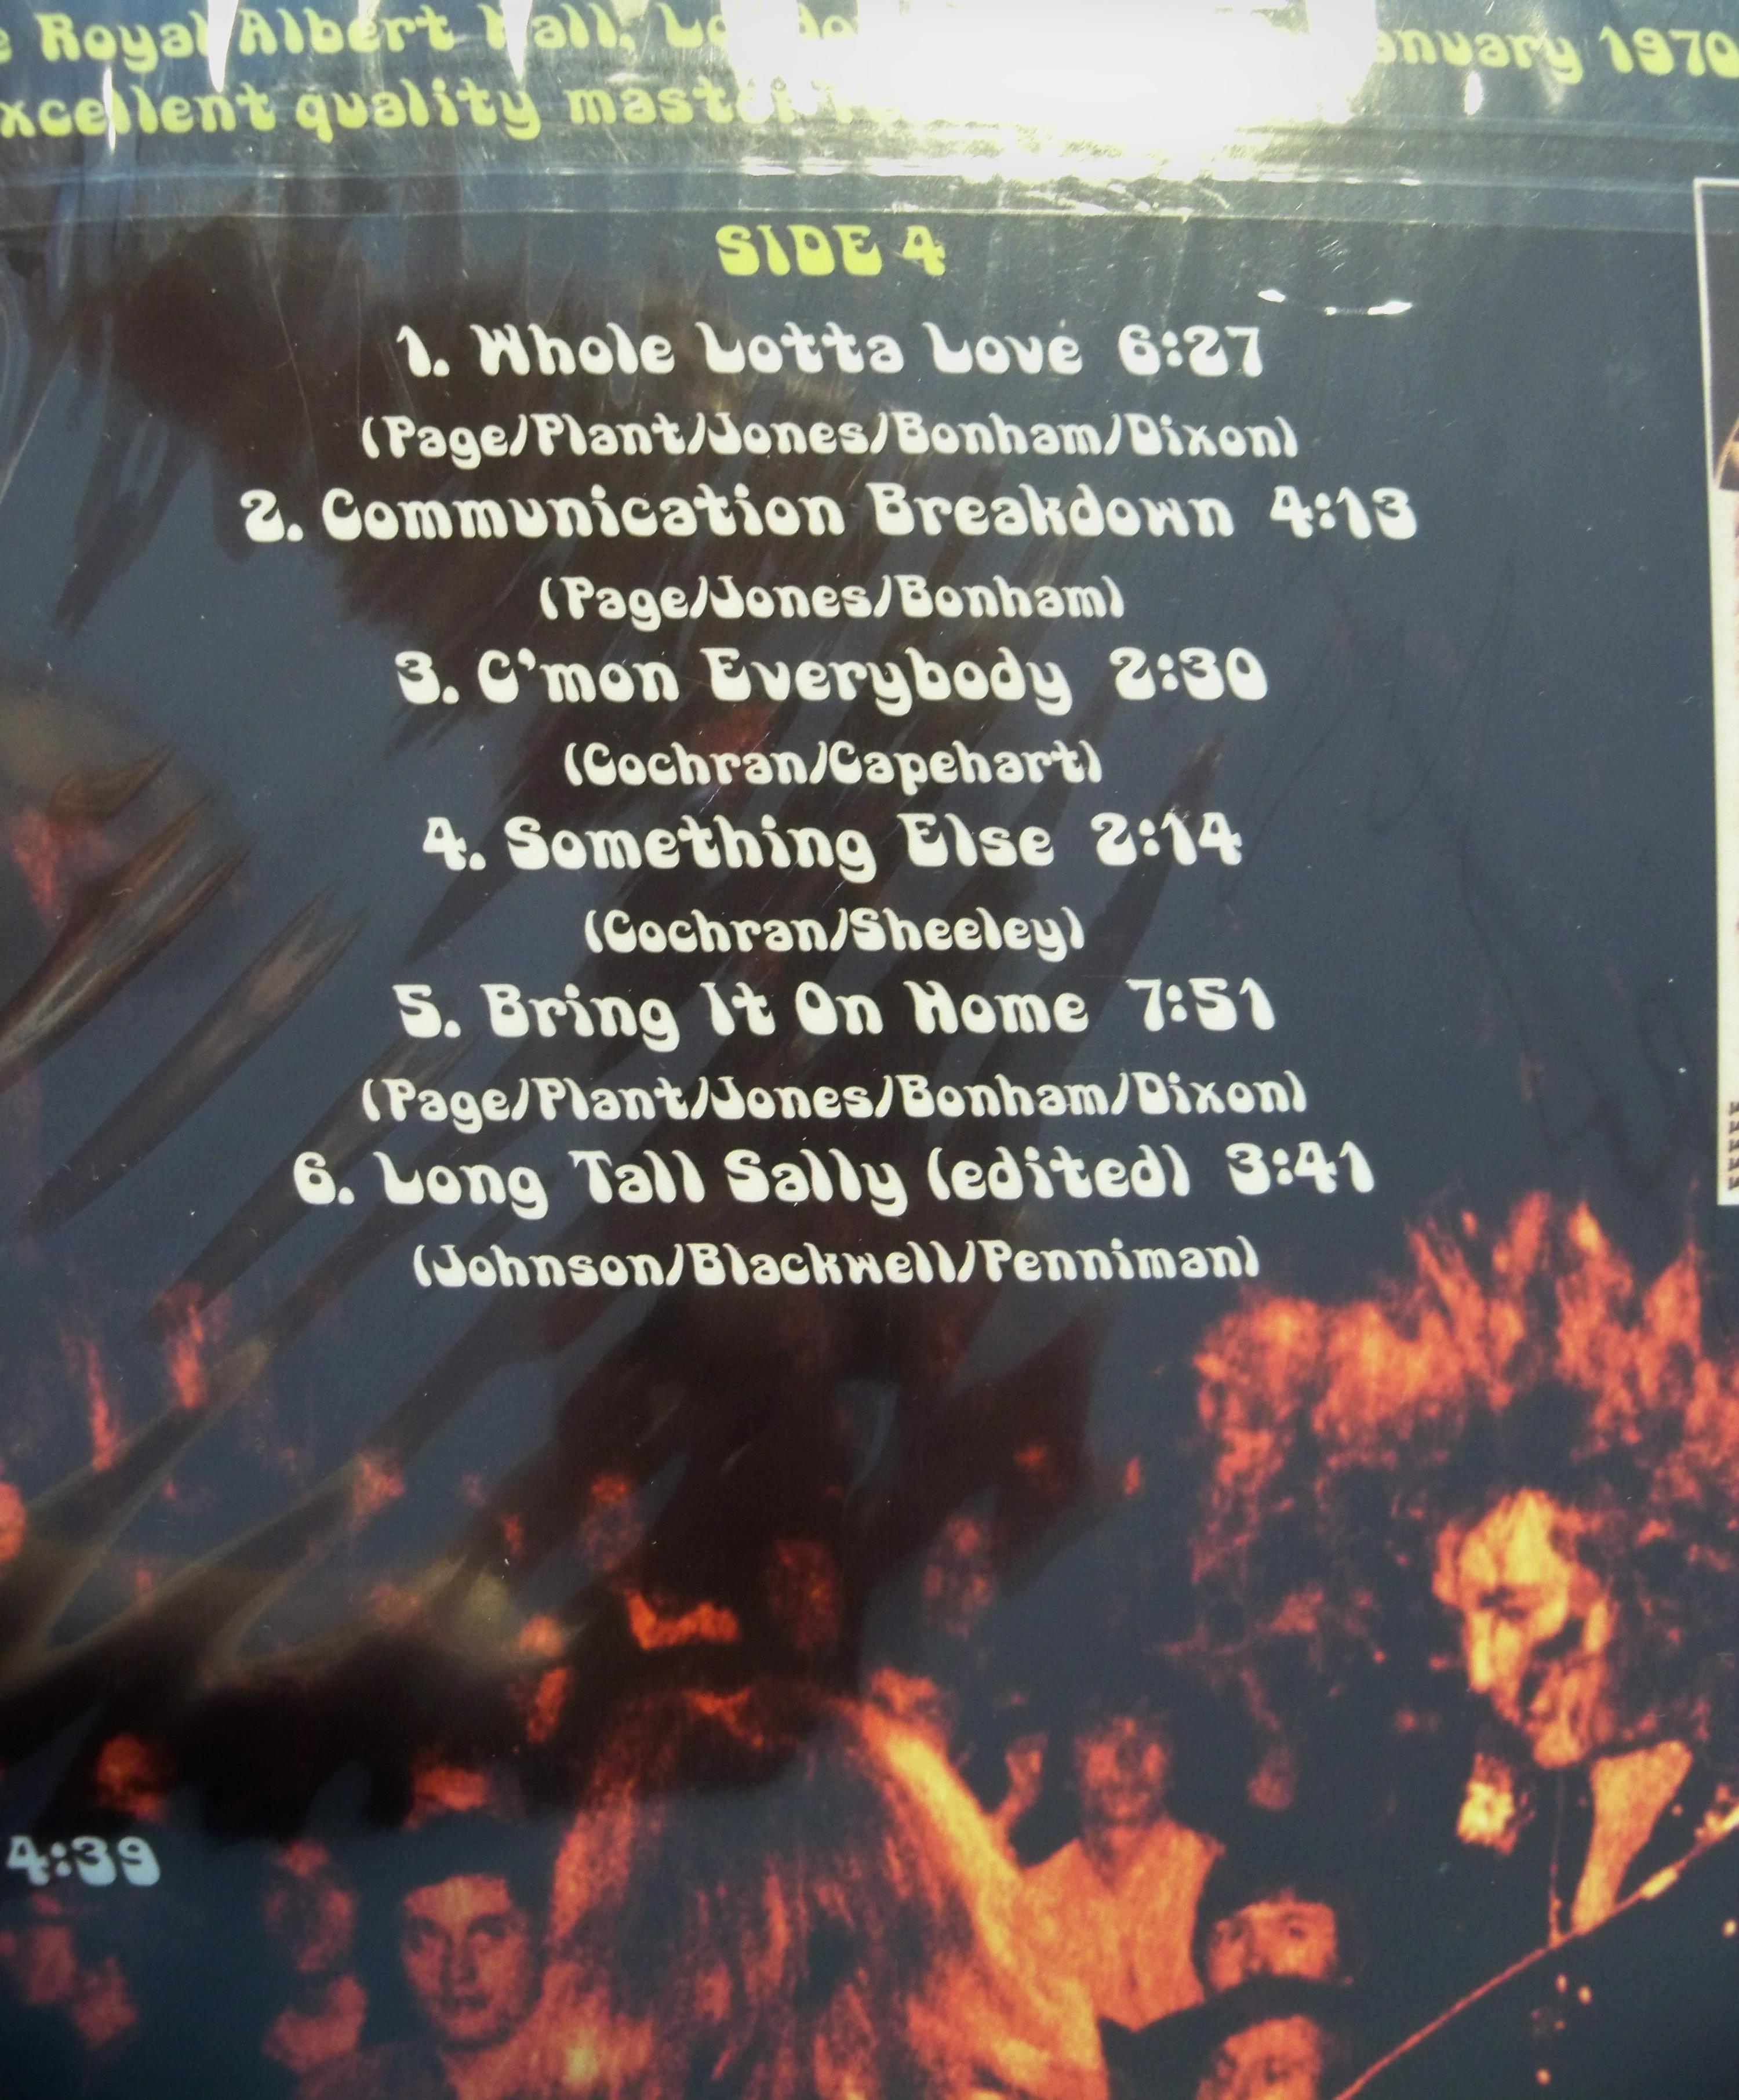 Royal Albert Hall, January 1970
excellent quality master
SIDE 4
1. Whole Lotta Love 6:27
(Page/Plant/Jones/Bonham/Dixon)
2. Communication Breakdown 4:13
(Page/Jones/Bonham)
3. C'mon Everybody 2:30
(Cochran/Capehart)
4. Something Else 2:14
(Cochran/Sheeley)
5. Bring It On Home 7:51
(Page/Plant/Jones/Bonham/Dixon)
6. Long Tall Sally (edited) 3:41
(Johnson/Blackwell/Penniman)
4:39